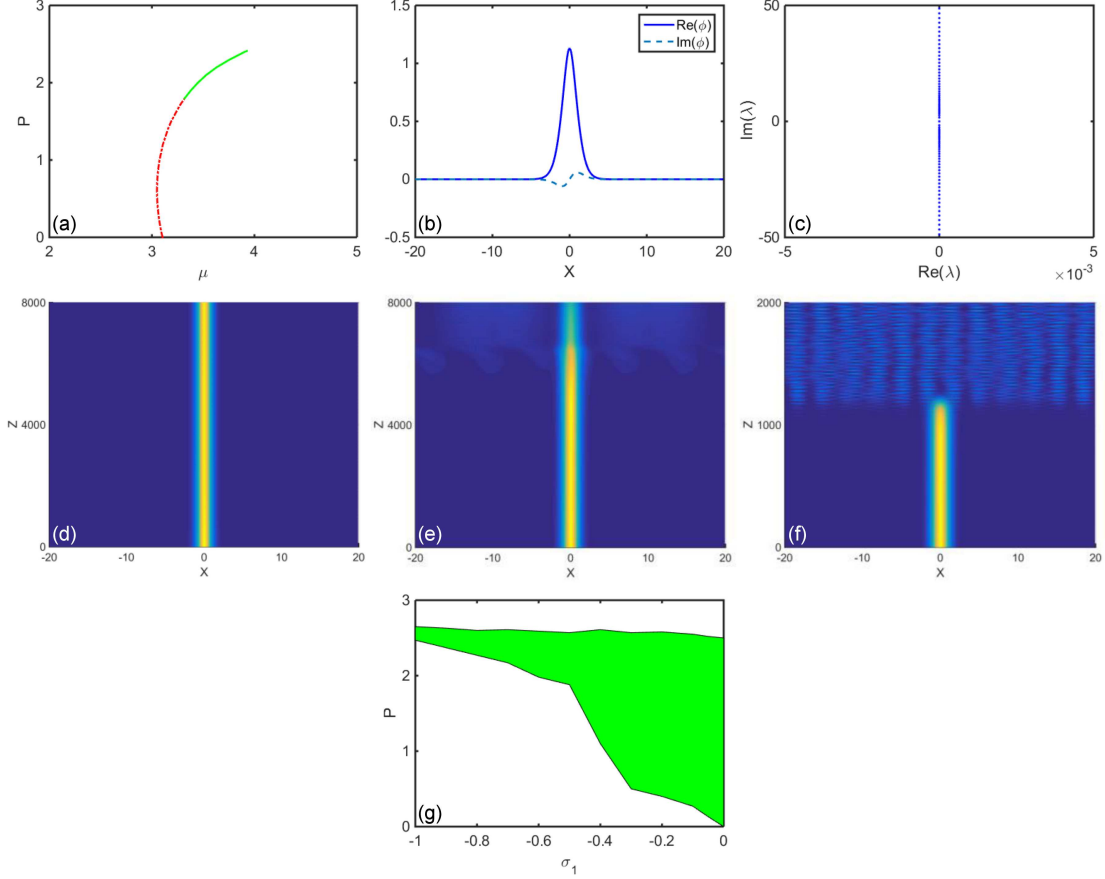 3
2
1
0
P
(a)
2
3
4
5
μ
1.5
1
0.5
0
-0.5
Re(ϕ)
Im(ϕ)
(b)
-20
-10
0
10
20
X
50
0
-50
Im(λ)
(c)
-5
0
5
Re(λ)
×10⁻³
8000
4000
0
Z
(d)
-20
-10
0
10
20
X
8000
4000
0
Z
(e)
-20
-10
0
10
20
X
2000
1000
0
Z
(f)
-20
-10
0
10
20
X
3
2
1
0
P
(g)
-1
-0.8
-0.6
-0.4
-0.2
0
σ₁